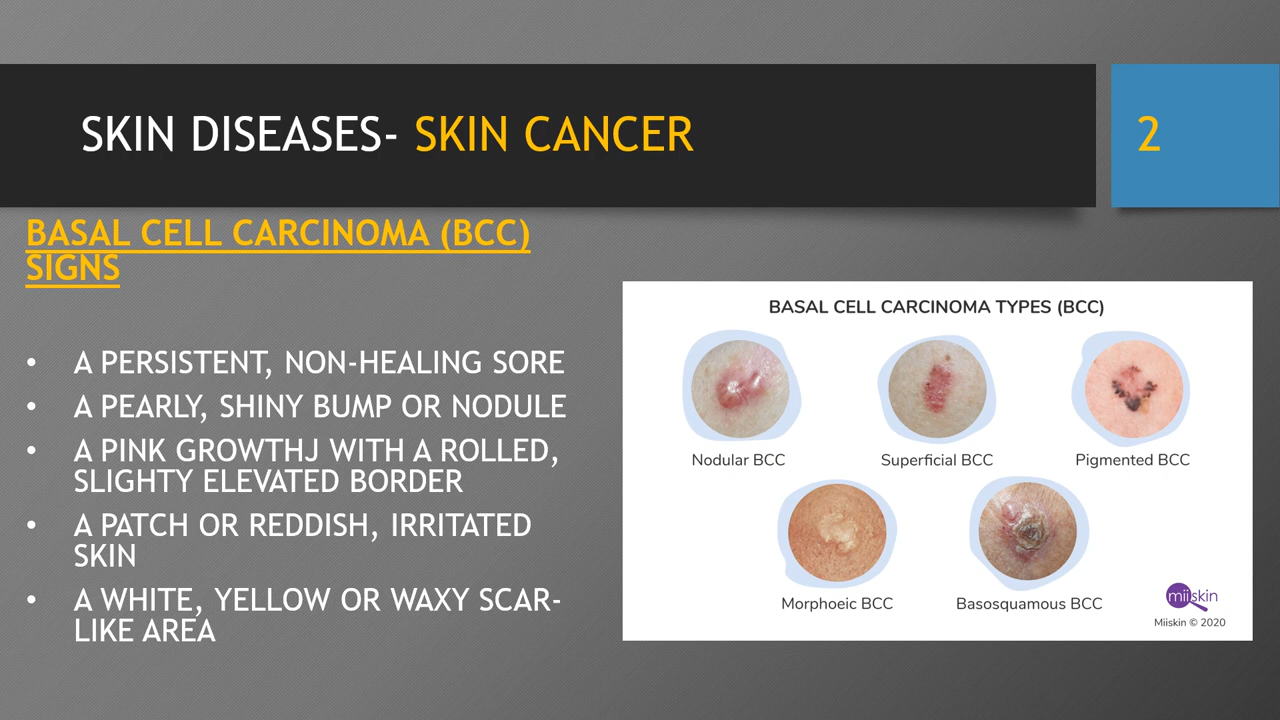 SKIN DISEASES- SKIN CANCER
2
BASAL CELL CARCINOMA (BCC)
SIGNS
• A PERSISTENT, NON-HEALING SORE
• A PEARLY, SHINY BUMP OR NODULE
• A PINK GROWTHJ WITH A ROLLED,
SLIGHTY ELEVATED BORDER
• A PATCH OR REDDISH, IRRITATED
SKIN
• A WHITE, YELLOW OR WAXY SCAR-
LIKE AREA
BASAL CELL CARCINOMA TYPES (BCC)
Nodular BCC
Superficial BCC
Pigmented BCC
Morphoeic BCC
Basosquamous BCC
miiskin
Miiskin © 2020